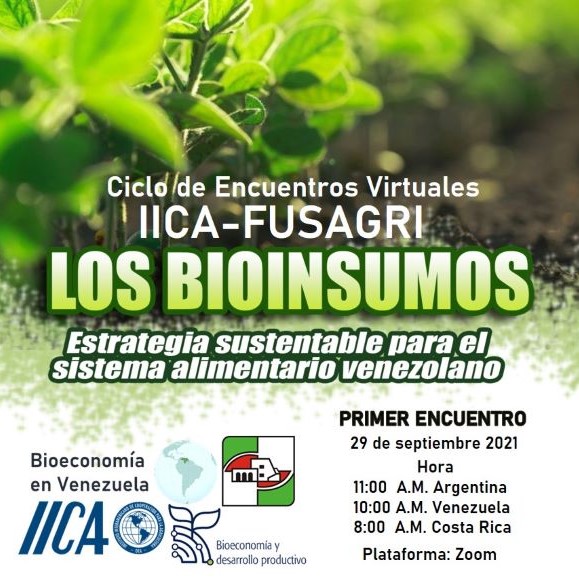 Ciclo de Encuentros Virtuales
IICA-FUSAGRI
LOS BIOINSUMOS
Estrategia sustentable para el
sistema alimentario venezolano
PRIMER ENCUENTRO
29 de septiembre 2021
Hora
11:00 A.M. Argentina
10:00 A.M. Venezuela
8:00 A.M. Costa Rica
Plataforma: Zoom
Bioeconomía
en Venezuela
IICA
Bioeconomía y
desarrollo productivo